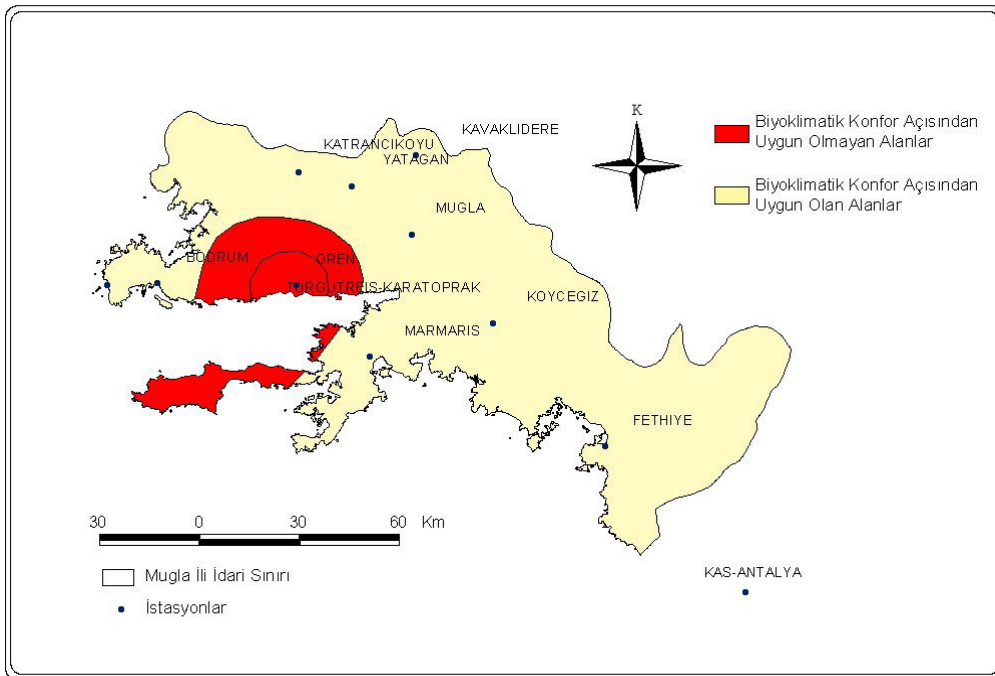 K
KAVAKLIDERE
KATRANCIKOYU
YATAGAN
MUGLA
BODRUM
OREN
TURGUTREIS-KARATOPRAK
KOYCEGIZ
MARMARIS
FETHIYE
KAS-ANTALYA
Biyoklimatik Konfor Açısından
Uygun Olmayan Alanlar
Biyoklimatik Konfor Açısından
Uygun Olan Alanlar
30 0 30 60 Km
Mugla İli İdari Sınırı
İstasyonlar